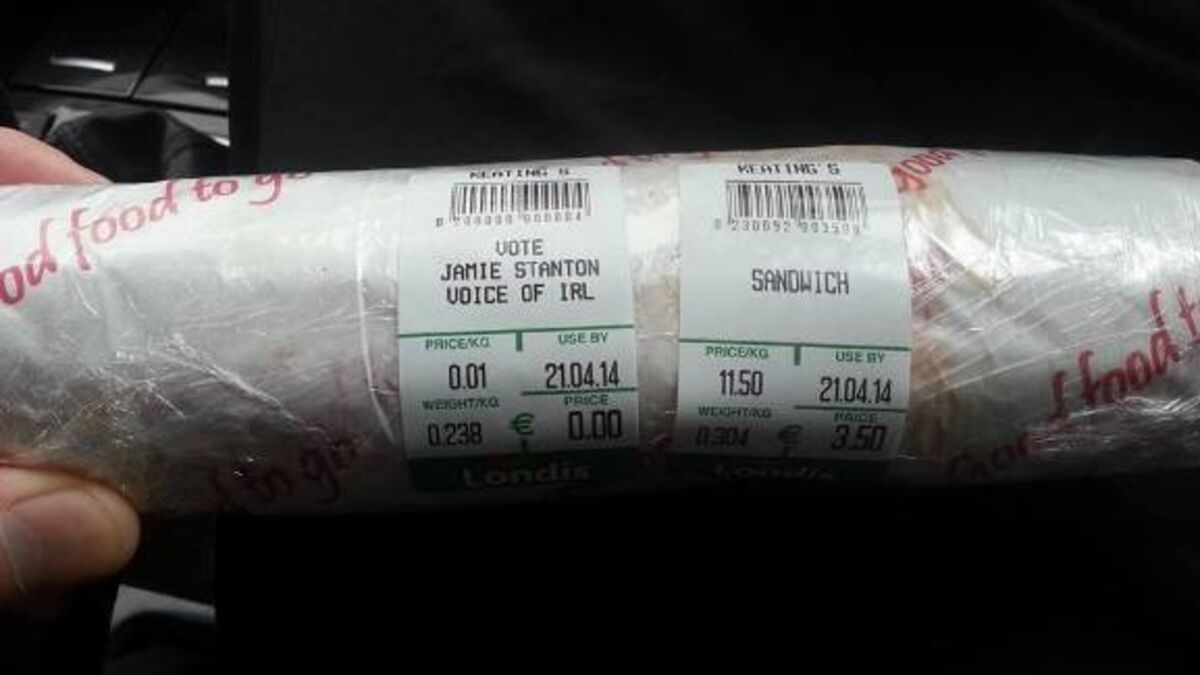 food to go
KEATING'S
VOTE
JAMIE STANTON
VOICE OF IRL
PRICE/KG USE BY
0.01 21.04.14
WEIGHT/KG € PRICE
0.238 0.00
Londis
KEATING'S
SANDWICH
PRICE/KG USE BY
11.50 21.04.14
WEIGHT/KG € PRICE
0.304 3.50
Londis
good
food
to go